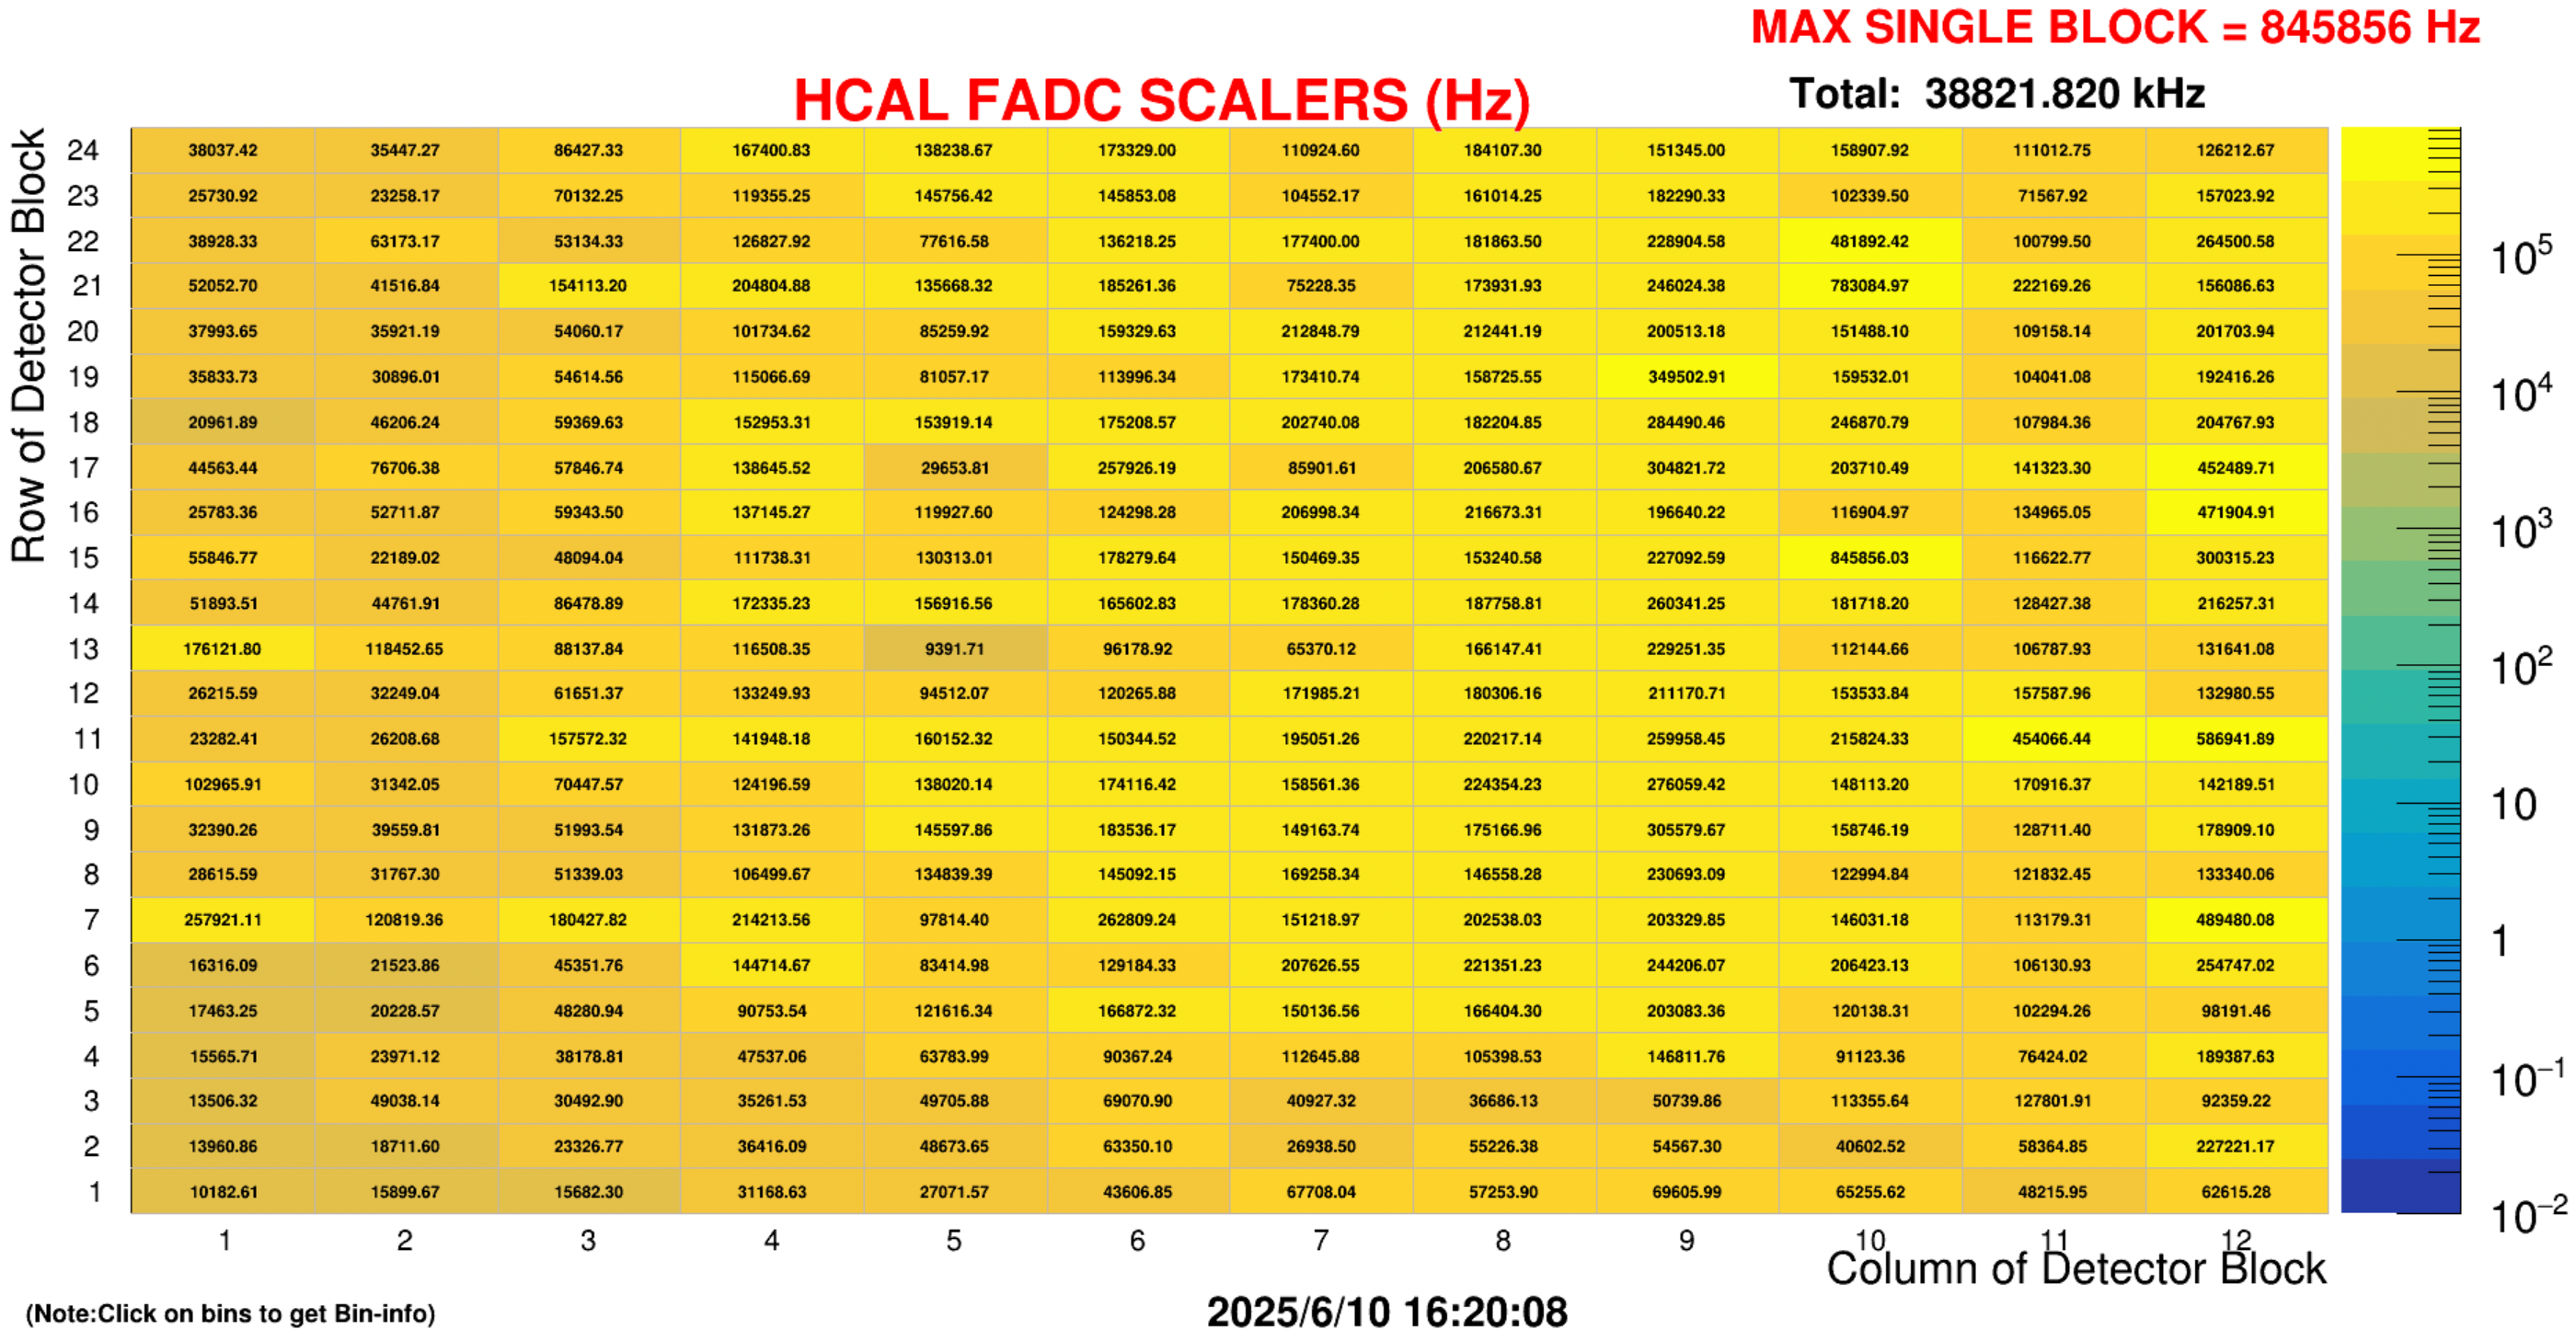 MAX SINGLE BLOCK = 845856 Hz
HCAL FADC SCALERS (Hz)
Total: 38821.820 kHz
Row of Detector Block
24 38037.42 35447.27 86427.33 167400.83 138238.67 173329.00 110924.60 184107.30 151345.00 158907.92 111012.75 126212.67
23 25730.92 23258.17 70132.25 119355.25 145756.42 145853.08 104552.17 161014.25 182290.33 102339.50 71567.92 157023.92
22 38928.33 63173.17 53134.33 126827.92 77616.58 136218.25 177400.00 181863.50 228904.58 481892.42 100799.50 264500.58
21 52052.70 41516.84 154113.20 204804.88 135668.32 185261.36 75228.35 173931.93 246024.38 783084.97 222169.26 156086.63
20 37993.65 35921.19 54060.17 101734.62 85259.92 159329.63 212848.79 212441.19 200513.18 151488.10 109158.14 201703.94
19 35833.73 30896.01 54614.56 115066.69 81057.17 113996.34 173410.74 158725.55 349502.91 159532.01 104041.08 192416.26
18 20961.89 46206.24 59369.63 152953.31 153919.14 175208.57 202740.08 182204.85 284490.46 246870.79 107984.36 204767.93
17 44563.44 76706.38 57846.74 138645.52 29653.81 257926.19 85901.61 206580.67 304821.72 203710.49 141323.30 452489.71
16 25783.36 52711.87 59343.50 137145.27 119927.60 124298.28 206998.34 216673.31 196640.22 116904.97 134965.05 471904.91
15 55846.77 22189.02 48094.04 111738.31 130313.01 178279.64 150469.35 153240.58 227092.59 845856.03 116622.77 300315.23
14 51893.51 44761.91 86478.89 172335.23 156916.56 165602.83 178360.28 187758.81 260341.25 181718.20 128427.38 216257.31
13 176121.80 118452.65 88137.84 116508.35 9391.71 96178.92 65370.12 166147.41 229251.35 112144.66 106787.93 131641.08
12 26215.59 32249.04 61651.37 133249.93 94512.07 120265.88 171985.21 180306.16 211170.71 153533.84 157587.96 132980.55
11 23282.41 26208.68 157572.32 141948.18 160152.32 150344.52 195051.26 220217.14 259958.45 215824.33 454066.44 586941.89
10 102965.91 31342.05 70447.57 124196.59 138020.14 174116.42 158561.36 224354.23 276059.42 148113.20 170916.37 142189.51
9 32390.26 39559.81 51993.54 131873.26 145597.86 183536.17 149163.74 175166.96 305579.67 158746.19 128711.40 178909.10
8 28615.59 31767.30 51339.03 106499.67 134839.39 145092.15 169258.34 146558.28 230693.09 122994.84 121832.45 133340.06
7 257921.11 120819.36 180427.82 214213.56 97814.40 262809.24 151218.97 202538.03 203329.85 146031.18 113179.31 489480.08
6 16316.09 21523.86 45351.76 144714.67 83414.98 129184.33 207626.55 221351.23 244206.07 206423.13 106130.93 254747.02
5 17463.25 20228.57 48280.94 90753.54 121616.34 166872.32 150136.56 166404.30 203083.36 120138.31 102294.26 98191.46
4 15565.71 23971.12 38178.81 47537.06 63783.99 90367.24 112645.88 105398.53 146811.76 91123.36 76424.02 189387.63
3 13506.32 49038.14 30492.90 35261.53 49705.88 69070.90 40927.32 36686.13 50739.86 113355.64 127801.91 92359.22
2 13960.86 18711.60 23326.77 36416.09 48673.65 63350.10 26938.50 55226.38 54567.30 40602.52 58364.85 227221.17
1 10182.61 15899.67 15682.30 31168.63 27071.57 43606.85 67708.04 57253.90 69605.99 65255.62 48215.95 62615.28
1 2 3 4 5 6 7 8 9 10 11 12
Column of Detector Block
10⁵
10⁴
10³
10²
10
1
10⁻¹
10⁻²
(Note:Click on bins to get Bin-info)
2025/6/10 16:20:08